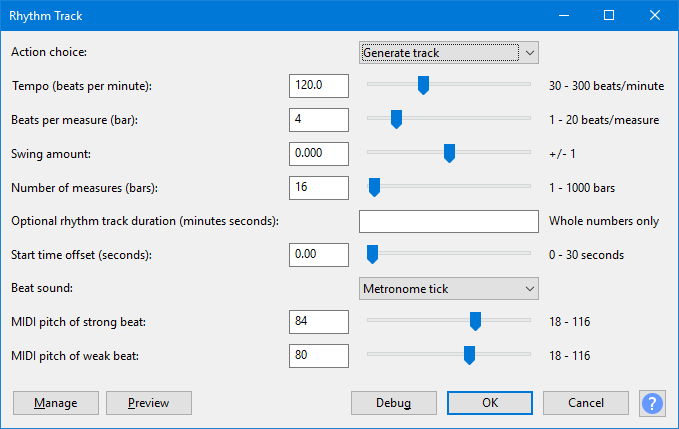 Rhythm Track
Action choice: Generate track
Tempo (beats per minute): 120.0 30 - 300 beats/minute
Beats per measure (bar): 4 1 - 20 beats/measure
Swing amount: 0.000 +/- 1
Number of measures (bars): 16 1 - 1000 bars
Optional rhythm track duration (minutes seconds): Whole numbers only
Start time offset (seconds): 0.00 0 - 30 seconds
Beat sound: Metronome tick
MIDI pitch of strong beat: 84 18 - 116
MIDI pitch of weak beat: 80 18 - 116
Manage Preview Debug OK Cancel ?